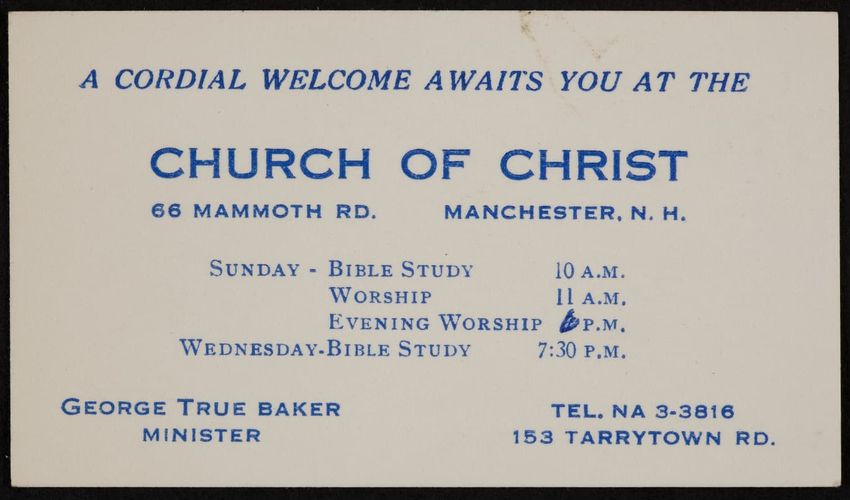 A CORDIAL WELCOME AWAITS YOU AT THE
CHURCH OF CHRIST
66 MAMMOTH RD. MANCHESTER, N. H.
SUNDAY - BIBLE STUDY 10 A.M.
WORSHIP 11 A.M.
EVENING WORSHIP 6 P.M.
WEDNESDAY-BIBLE STUDY 7:30 P.M.
GEORGE TRUE BAKER
MINISTER
TEL. NA 3-3816
153 TARRYTOWN RD.